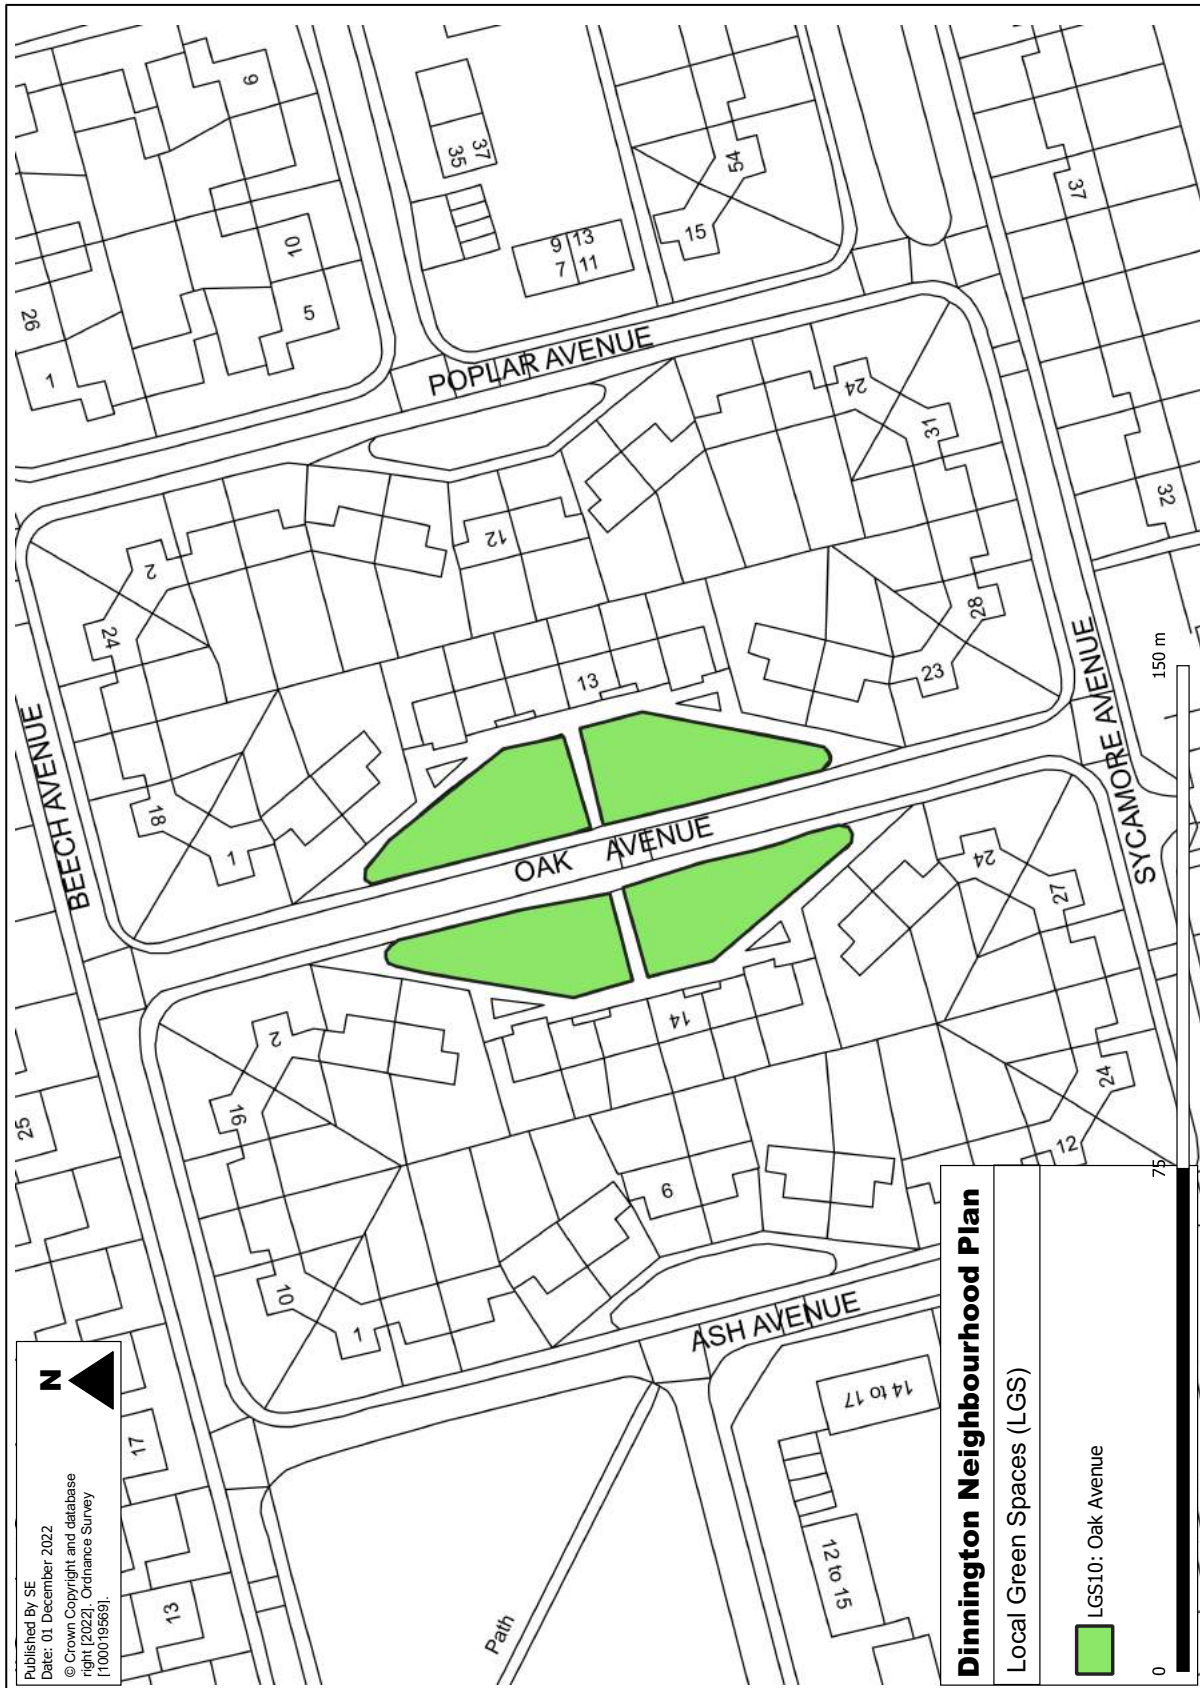 Published By SE
Date: 01 December 2022
© Crown Copyright and database
right [2022]. Ordnance Survey
[100019569].
N
Dinnington Neighbourhood Plan
Local Green Spaces (LGS)
LGS10: Oak Avenue
0
75
150 m
BEECH AVENUE
POPLAR AVENUE
OAK AVENUE
SYCAMORE AVENUE
ASH AVENUE
Path
13
17
25
10
1
16
2
18
1
24
2
26
1
5
10
9
35
37
9
13
7
11
15
54
37
32
12
24
31
13
23
28
14
24
27
6
12
24
14 to 17
12 to 15